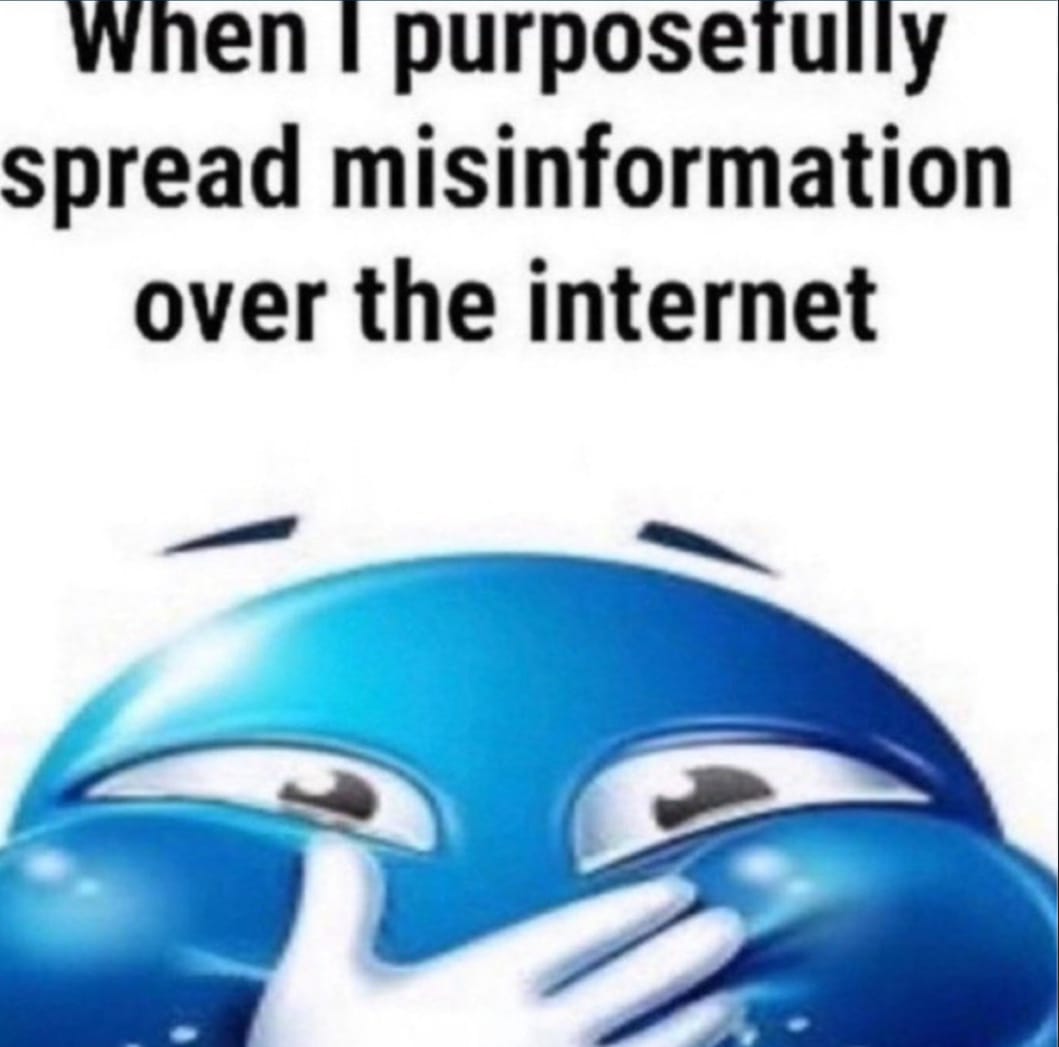 When I purposefully
spread misinformation
over the internet